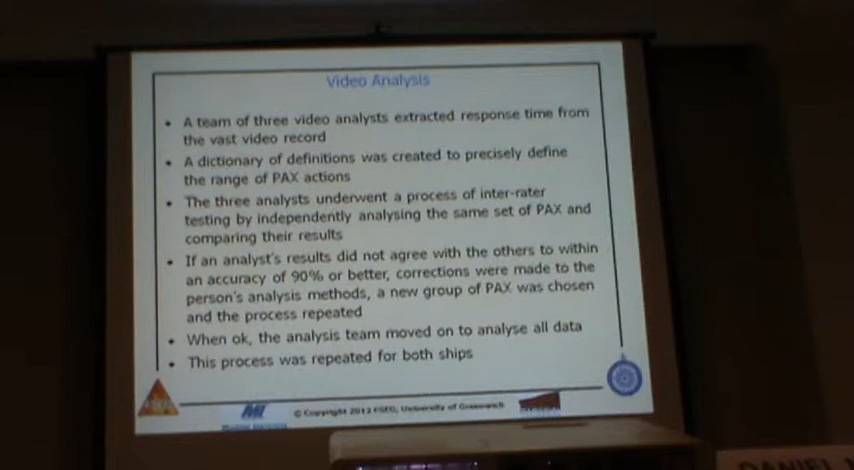 Video Analysis
• A team of three video analysts extracted response time from
the vast video record
• A dictionary of definitions was created to precisely define
the range of PAX actions
• The three analysts underwent a process of inter-rater
testing by independently analysing the same set of PAX and
comparing their results
• If an analyst's results did not agree with the others to within
an accuracy of 90% or better, corrections were made to the
person's analysis methods, a new group of PAX was chosen
and the process repeated
• When ok, the analysis team moved on to analyse all data
• This process was repeated for both ships
© Copyright 2012 FSEG, University of Greenwich
DANIEL